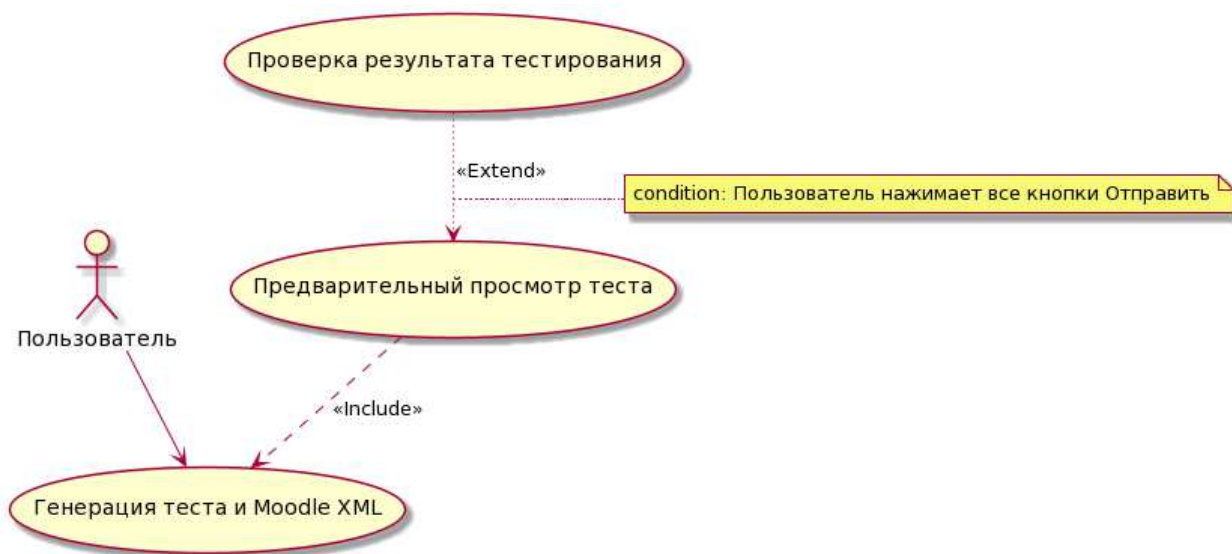 Проверка результата тестирования
«Extend»
condition: Пользователь нажимает все кнопки Отправить
Предварительный просмотр теста
Пользователь
«Include»
Генерация теста и Moodle XML